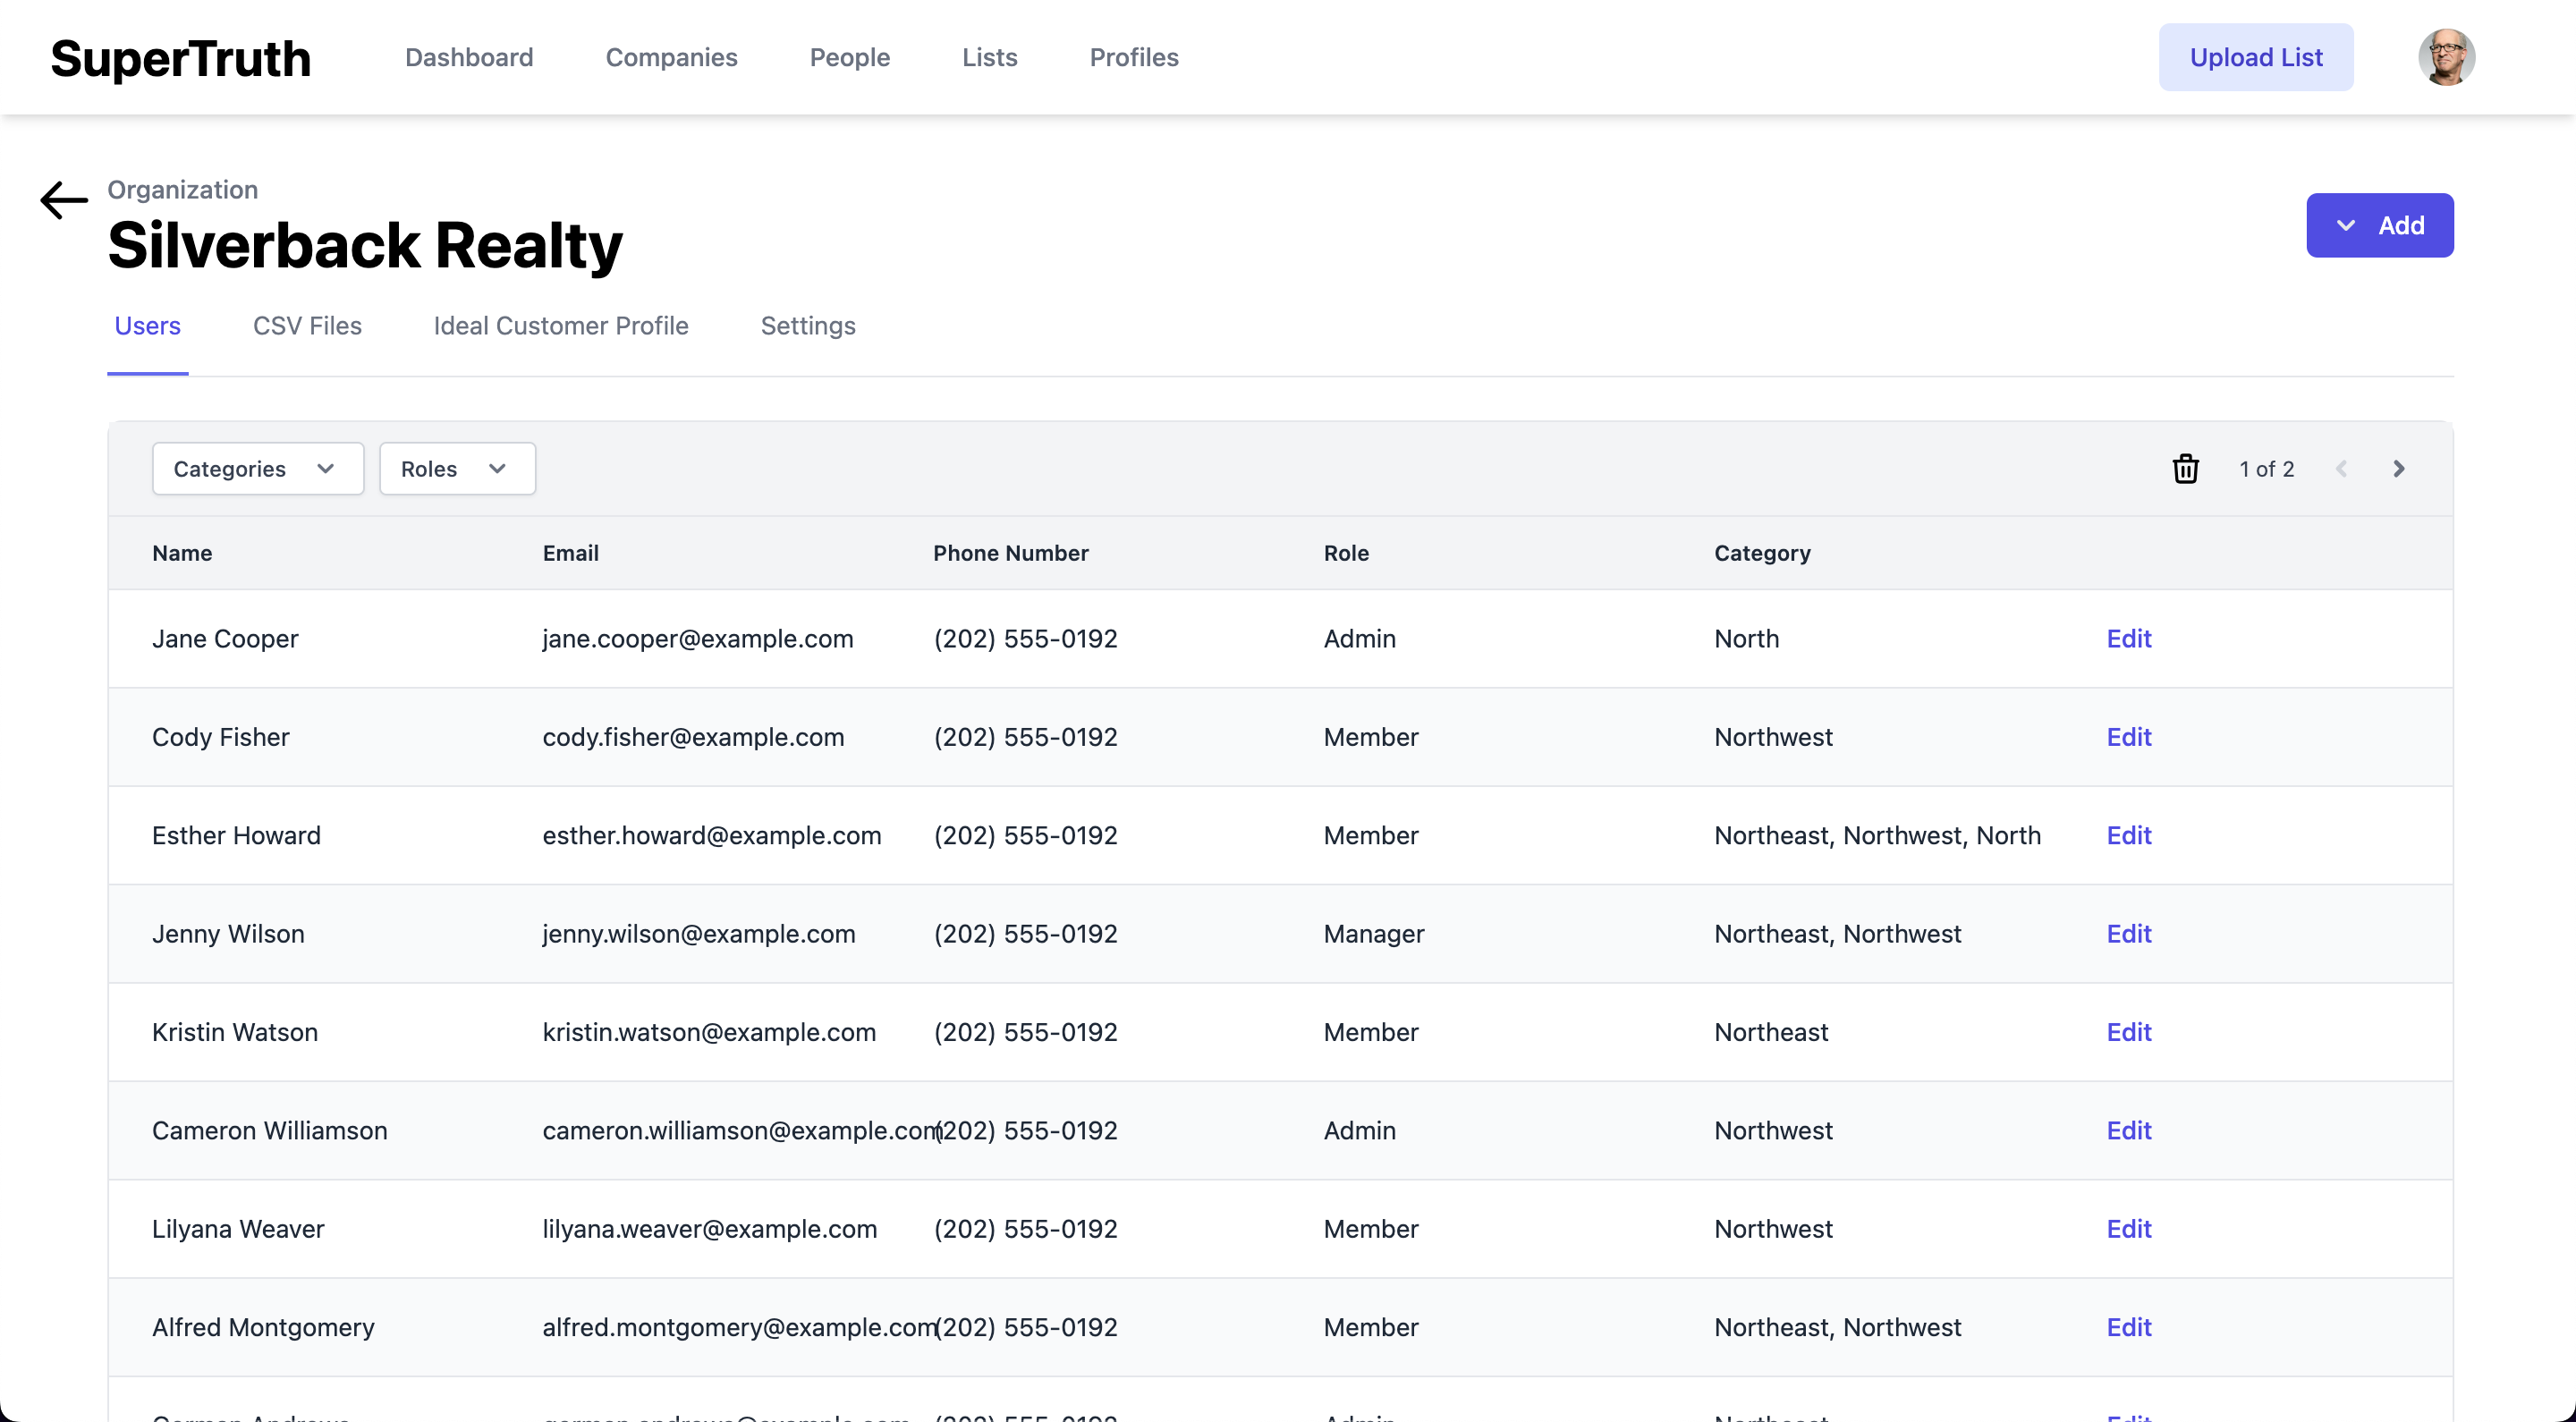 SuperTruth Dashboard Companies People Lists Profiles Upload List
Organization
Silverback Realty
Add
Users CSV Files Ideal Customer Profile Settings
Categories Roles 1 of 2
Name Email Phone Number Role Category
Jane Cooper jane.cooper@example.com (202) 555-0192 Admin North Edit
Cody Fisher cody.fisher@example.com (202) 555-0192 Member Northwest Edit
Esther Howard esther.howard@example.com (202) 555-0192 Member Northeast, Northwest, North Edit
Jenny Wilson jenny.wilson@example.com (202) 555-0192 Manager Northeast, Northwest Edit
Kristin Watson kristin.watson@example.com (202) 555-0192 Member Northeast Edit
Cameron Williamson cameron.williamson@example.com (202) 555-0192 Admin Northwest Edit
Lilyana Weaver lilyana.weaver@example.com (202) 555-0192 Member Northwest Edit
Alfred Montgomery alfred.montgomery@example.com (202) 555-0192 Member Northeast, Northwest Edit